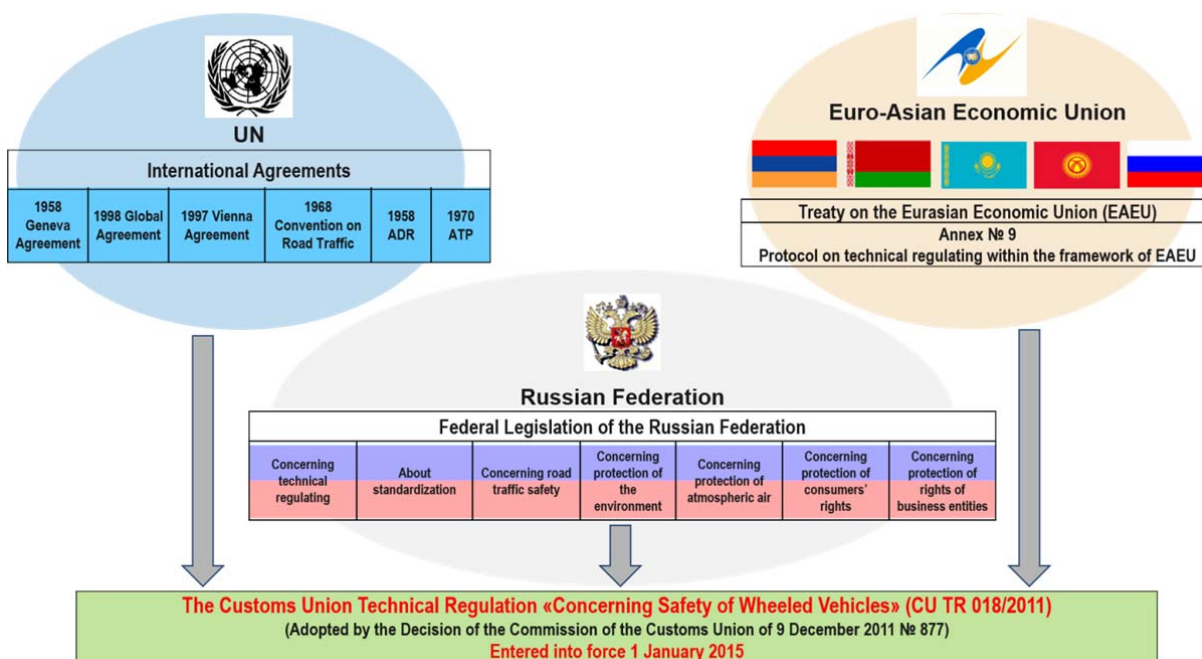 UN
International Agreements
1958
Geneva
Agreement
1998 Global
Agreement
1997 Vienna
Agreement
1968
Convention on
Road Traffic
1958
ADR
1970
ATP
Euro-Asian Economic Union
Treaty on the Eurasian Economic Union (EAEU)
Annex № 9
Protocol on technical regulating within the framework of EAEU
Russian Federation
Federal Legislation of the Russian Federation
Concerning
technical
regulating
About
standardization
Concerning road
traffic safety
Concerning
protection of
the
environment
Concerning
protection of
atmospheric air
Concerning
protection of
consumers'
rights
Concerning
protection of
rights of
business entities
The Customs Union Technical Regulation «Concerning Safety of Wheeled Vehicles» (CU TR 018/2011)
(Adopted by the Decision of the Commission of the Customs Union of 9 December 2011 № 877)
Entered into force 1 January 2015